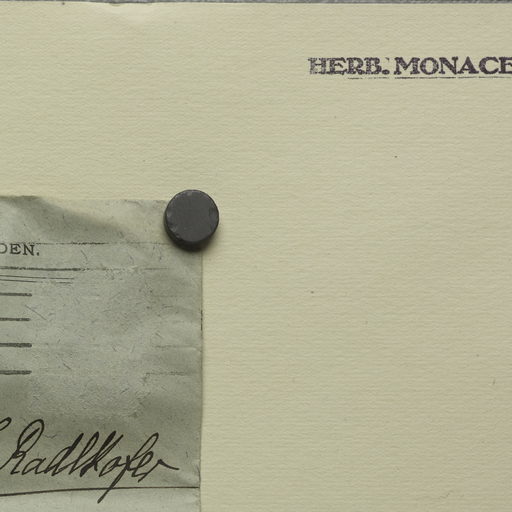 HERB. MONACE
DEN.
Radlkofer